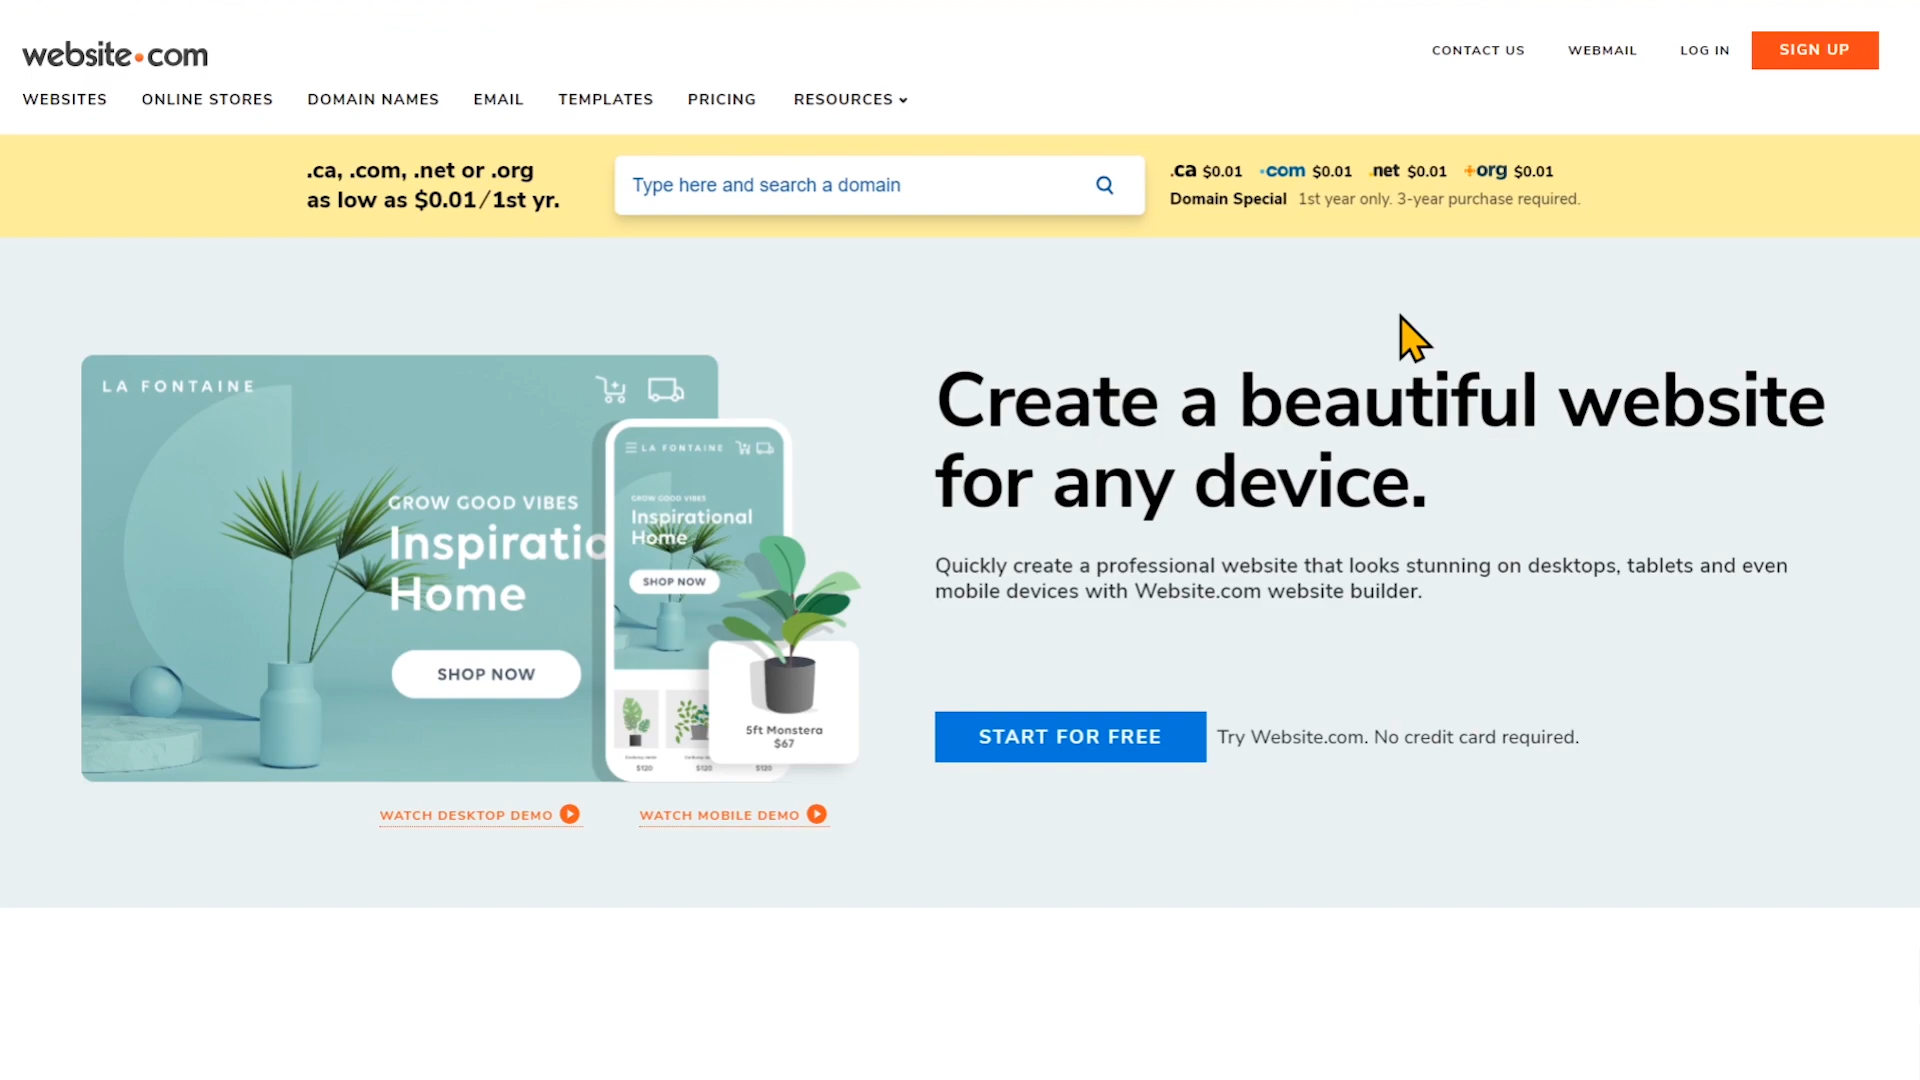 website.com
CONTACT US WEBMAIL LOG IN SIGN UP
WEBSITES ONLINE STORES DOMAIN NAMES EMAIL TEMPLATES PRICING RESOURCES
.ca, .com, .net or .org
as low as $0.01/1st yr.
Type here and search a domain
.ca $0.01 .com $0.01 .net $0.01 org $0.01
Domain Special 1st year only. 3-year purchase required.
LA FONTAINE
GROW GOOD VIBES
Inspiratio
Home
SHOP NOW
LA FONTAINE
GROW GOOD VIBES
Inspirational
Home
SHOP NOW
5ft Monstera
$67
$120 $120 $120
WATCH DESKTOP DEMO WATCH MOBILE DEMO
Create a beautiful website
for any device.
Quickly create a professional website that looks stunning on desktops, tablets and even
mobile devices with Website.com website builder.
START FOR FREE Try Website.com. No credit card required.